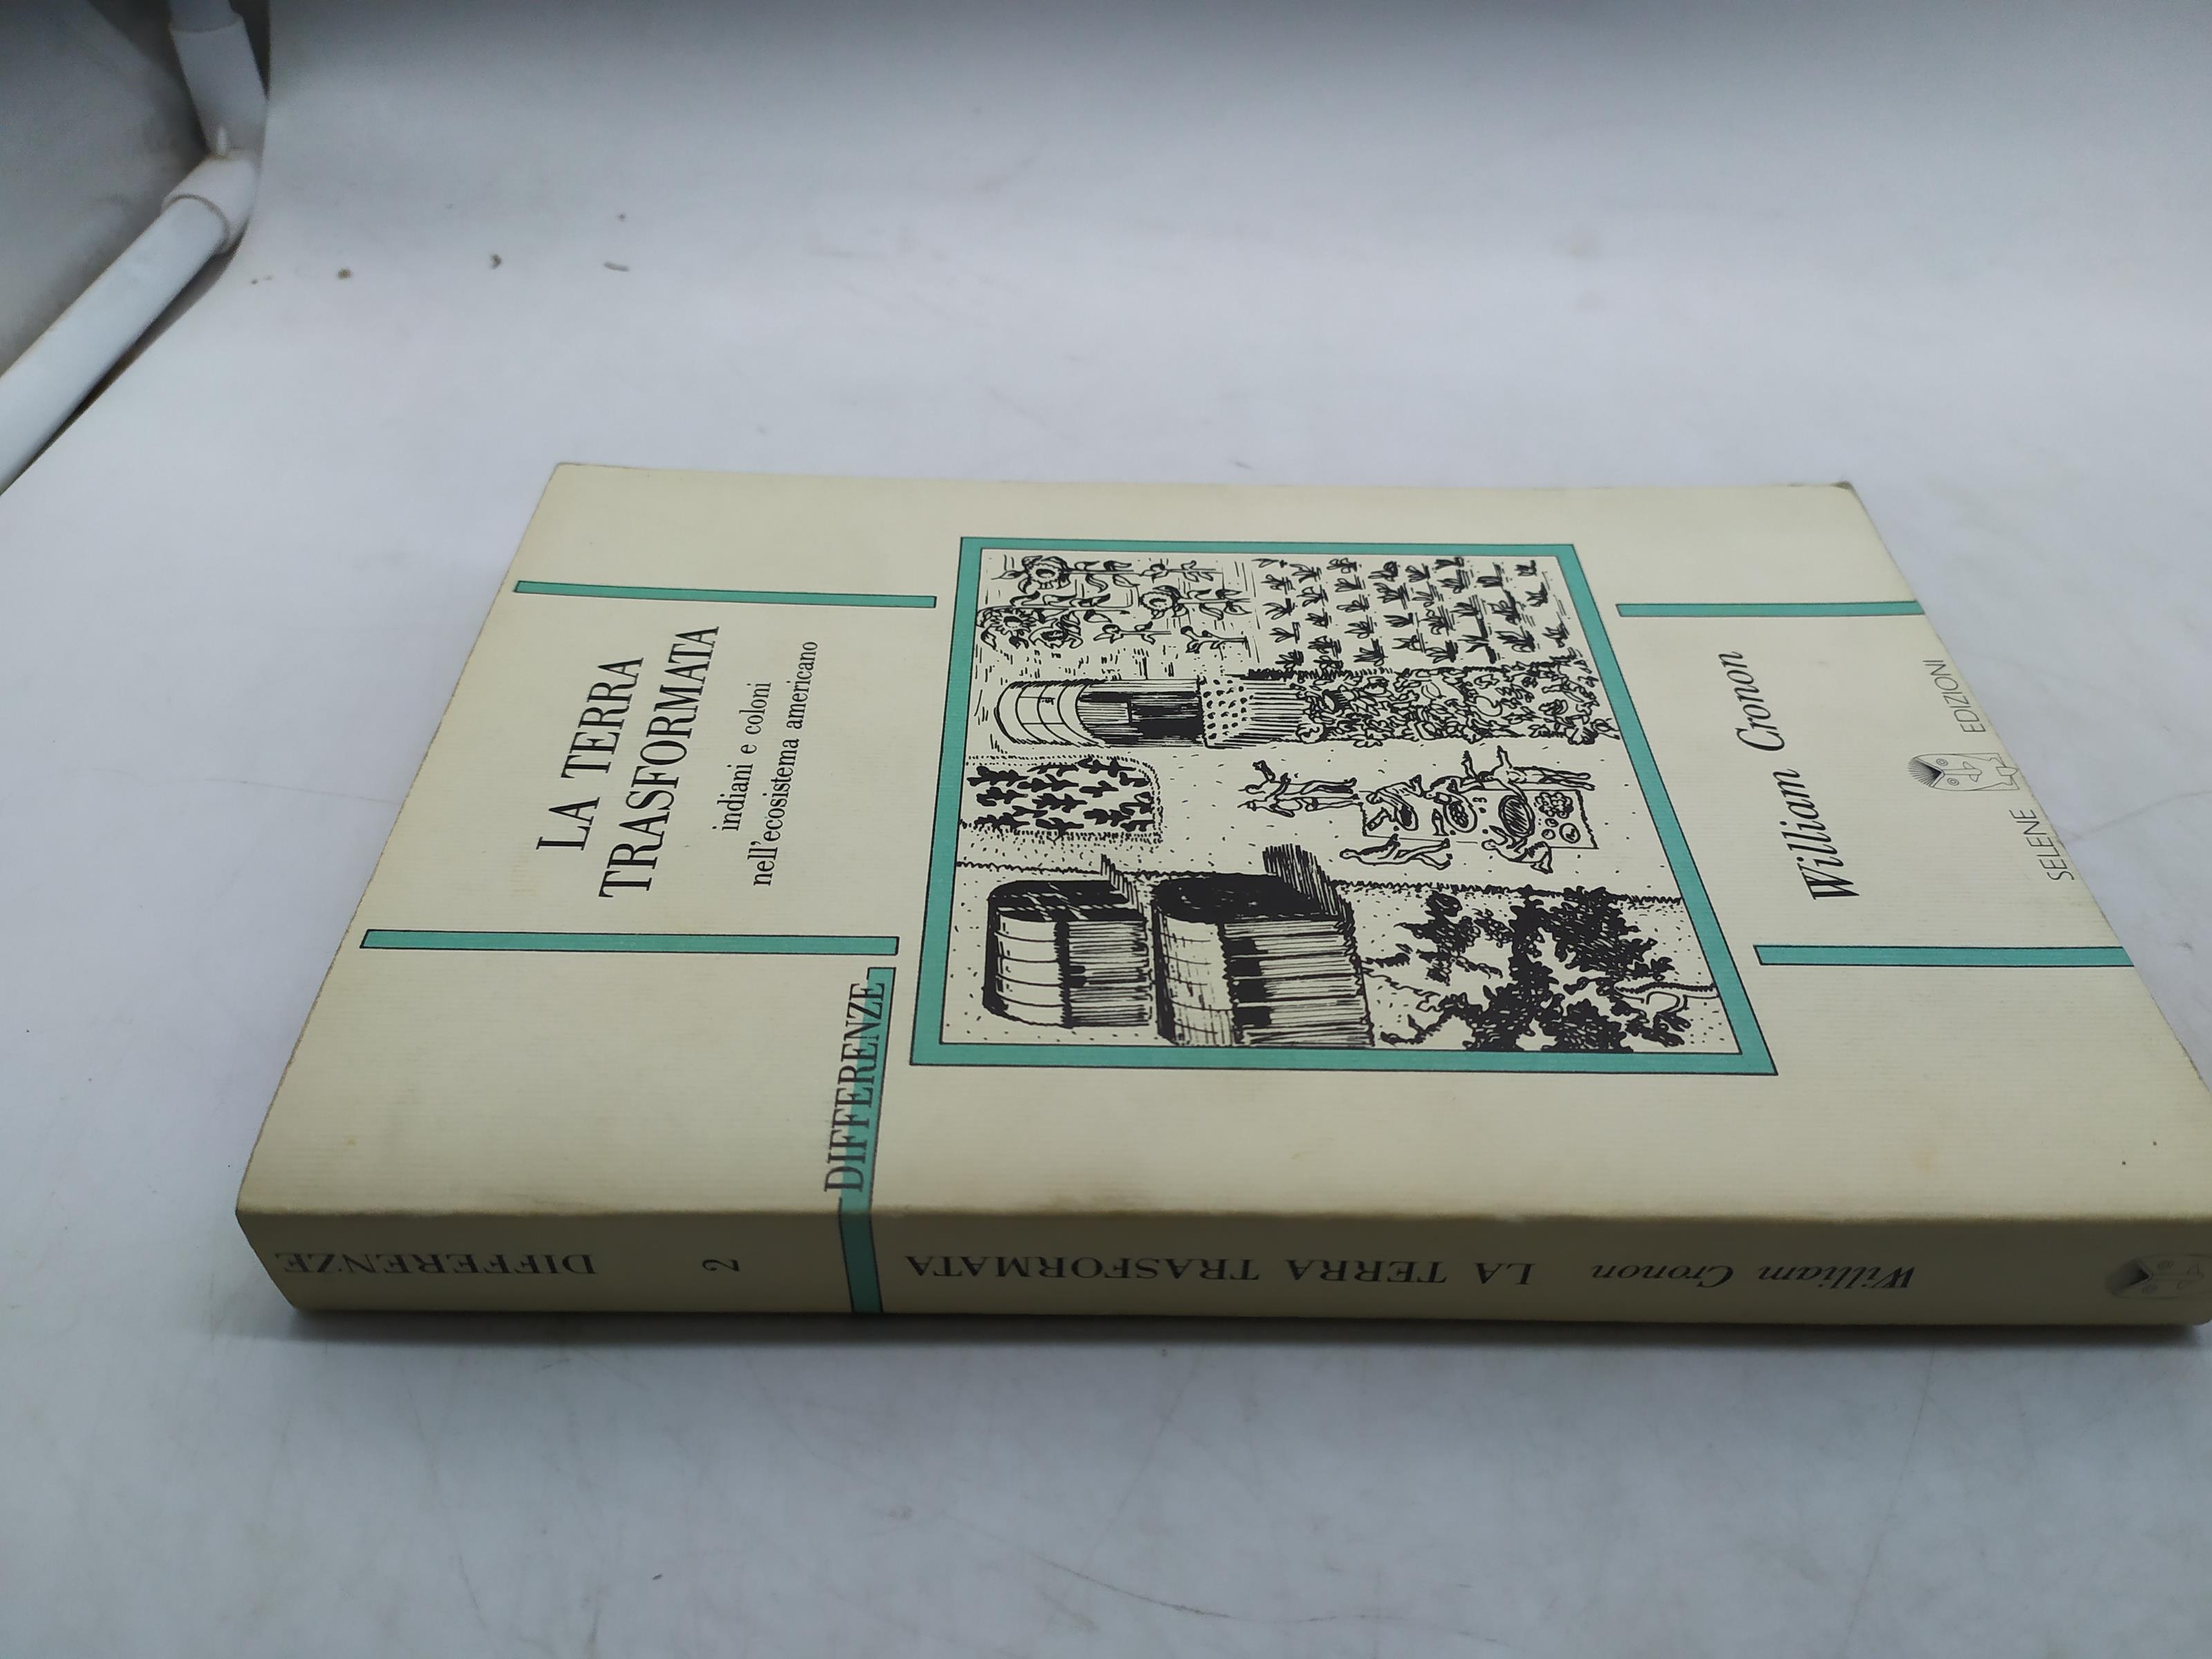 LA TERRA
TRASFORMATA
indiani e coloni
nell'ecosistema americano
DIFFERENZE
William Cronon
SELENE EDIZIONI
William Cronon LA TERRA TRASFORMATA 2 DIFFERENZE